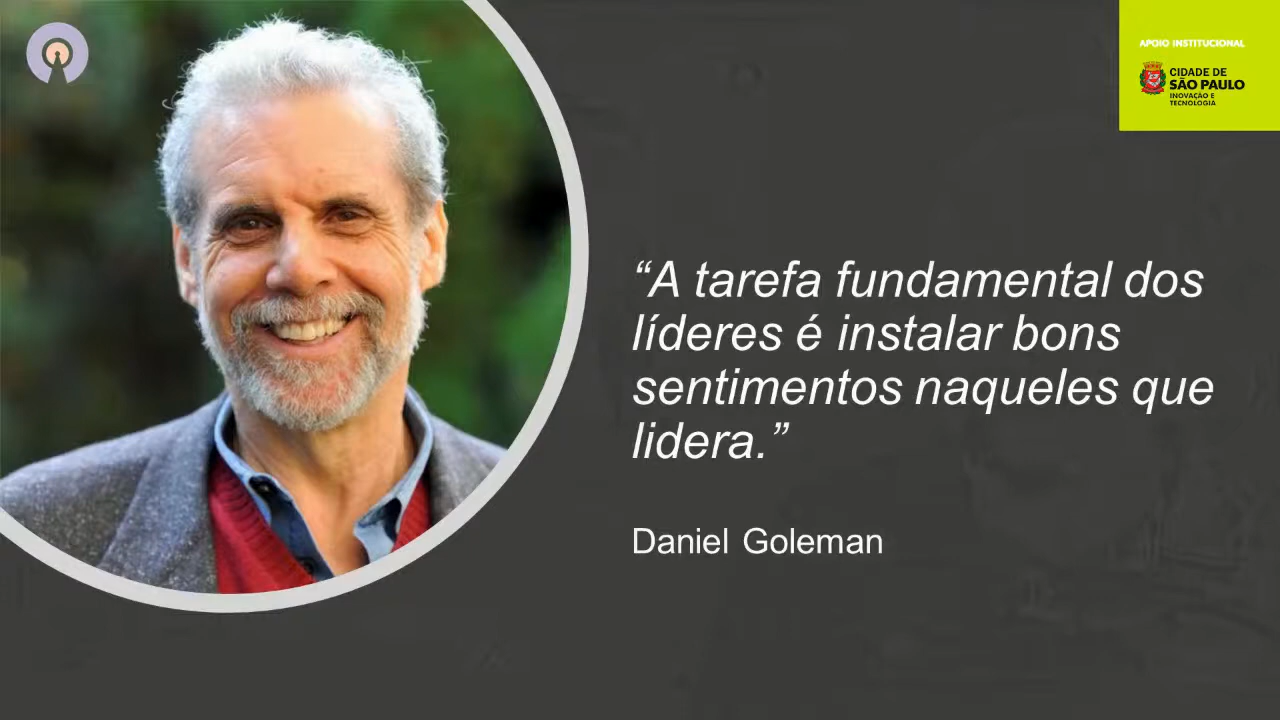 APOIO INSTITUCIONAL
CIDADE DE
SÃO PAULO
INOVAÇÃO E
TECNOLOGIA
“A tarefa fundamental dos
líderes é instalar bons
sentimentos naqueles que
lidera.”
Daniel Goleman